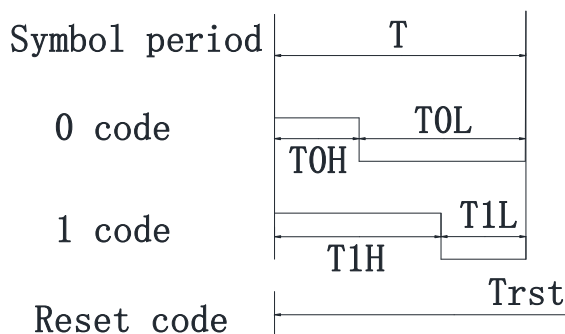 Symbol period T
0 code T0H T0L
1 code T1H T1L
Reset code Trst